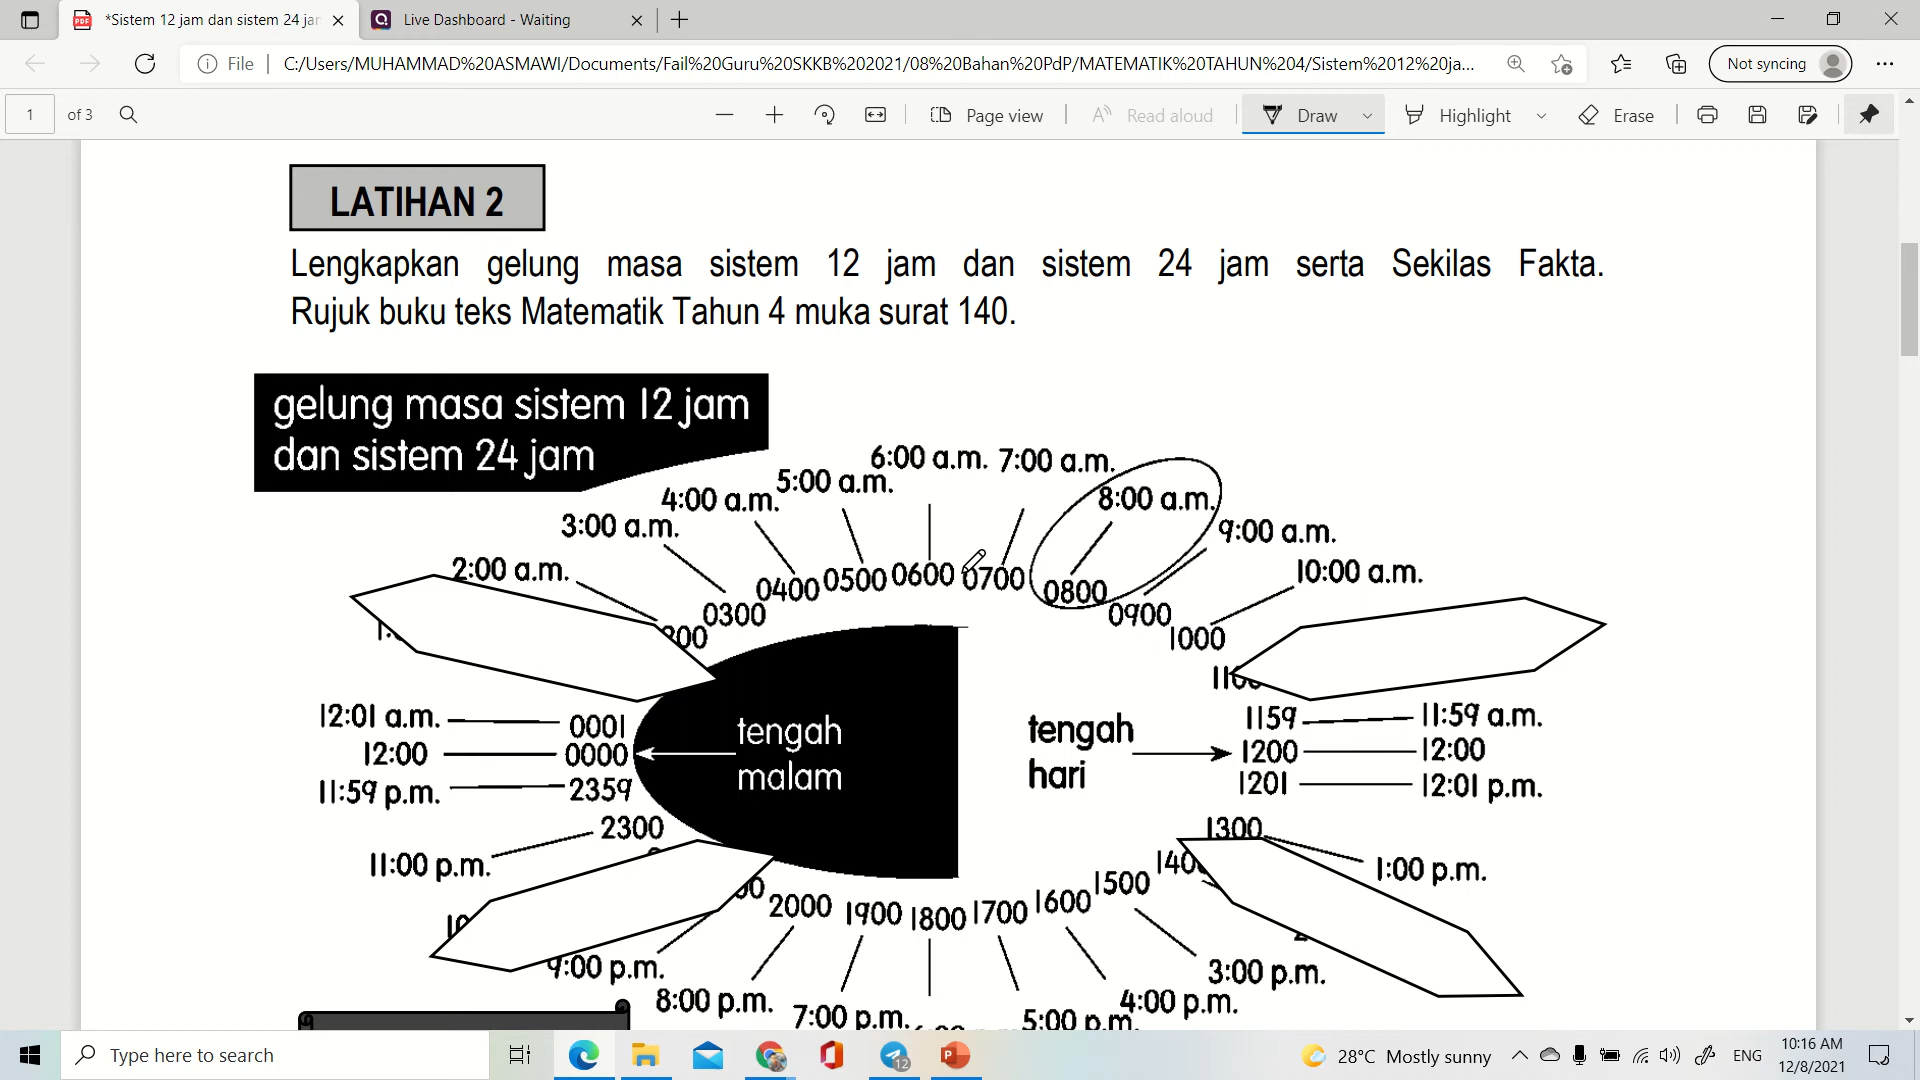 *Sistem 12 jam dan sistem 24 jar
Live Dashboard - Waiting
File
C:/Users/MUHAMMAD%20ASMAWI/Documents/Fail%20Guru%20SKKB%202021/08%20Bahan%20PdP/MATEMATIK%20TAHUN%204/Sistem%2012%20ja...
Not syncing
1 of 3
Page view
Read aloud
Draw
Highlight
Erase
LATIHAN 2
Lengkapkan gelung masa sistem 12 jam dan sistem 24 jam serta Sekilas Fakta.
Rujuk buku teks Matematik Tahun 4 muka surat 140.
gelung masa sistem 12 jam
dan sistem 24 jam
6:00 a.m. 7:00 a.m.
5:00 a.m.
4:00 a.m. 8:00 a.m.
3:00 a.m. 9:00 a.m.
2:00 a.m. 10:00 a.m.
0400 0500 0600 0700 0800
0300 0900
1000
12:01 a.m. 0001
12:00 0000
11:59 p.m. 2359
tengah
malam
tengah
hari
1159 11:59 a.m.
1200 12:00
1201 12:01 p.m.
2300 1300
11:00 p.m. 1:00 p.m.
2000 1900 1800 1700 1600 1500
9:00 p.m. 3:00 p.m.
8:00 p.m. 4:00 p.m.
7:00 p.m. 5:00 p.m.
Type here to search
12
28°C Mostly sunny
ENG
10:16 AM
12/8/2021